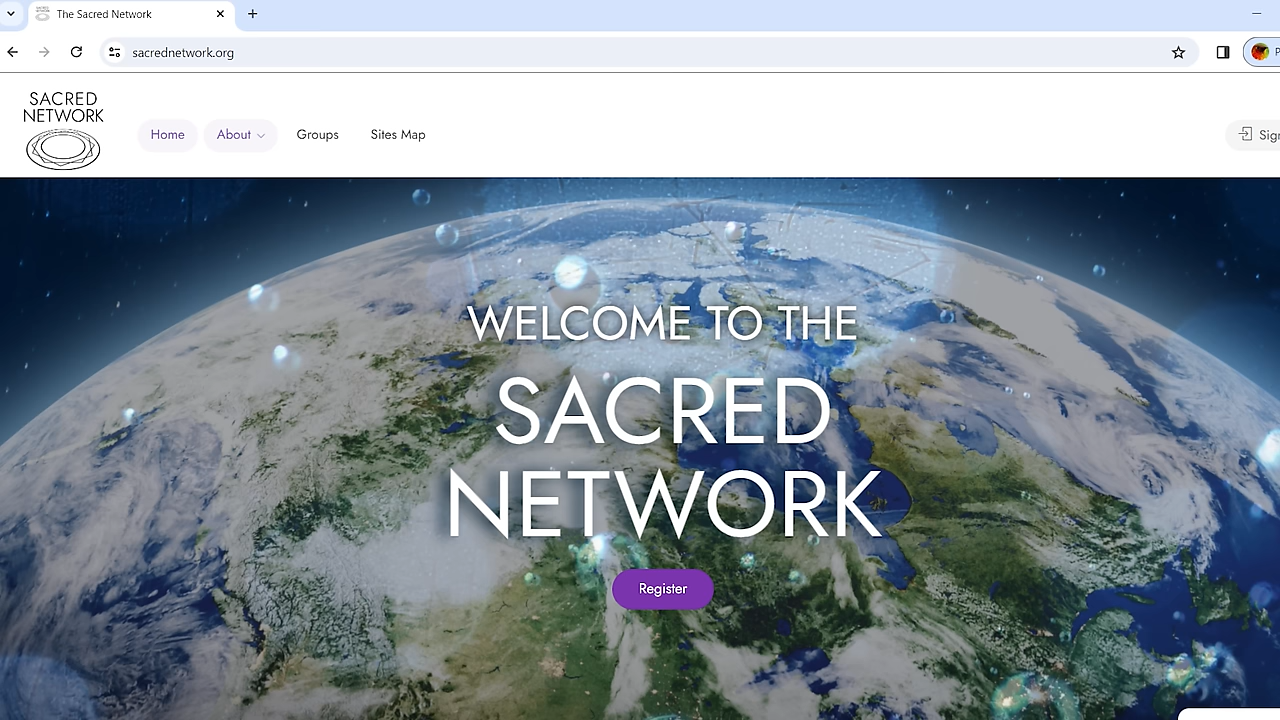 The Sacred Network
sacrednetwork.org
SACRED
NETWORK
Home
About
Groups
Sites Map
WELCOME TO THE
SACRED
NETWORK
Register